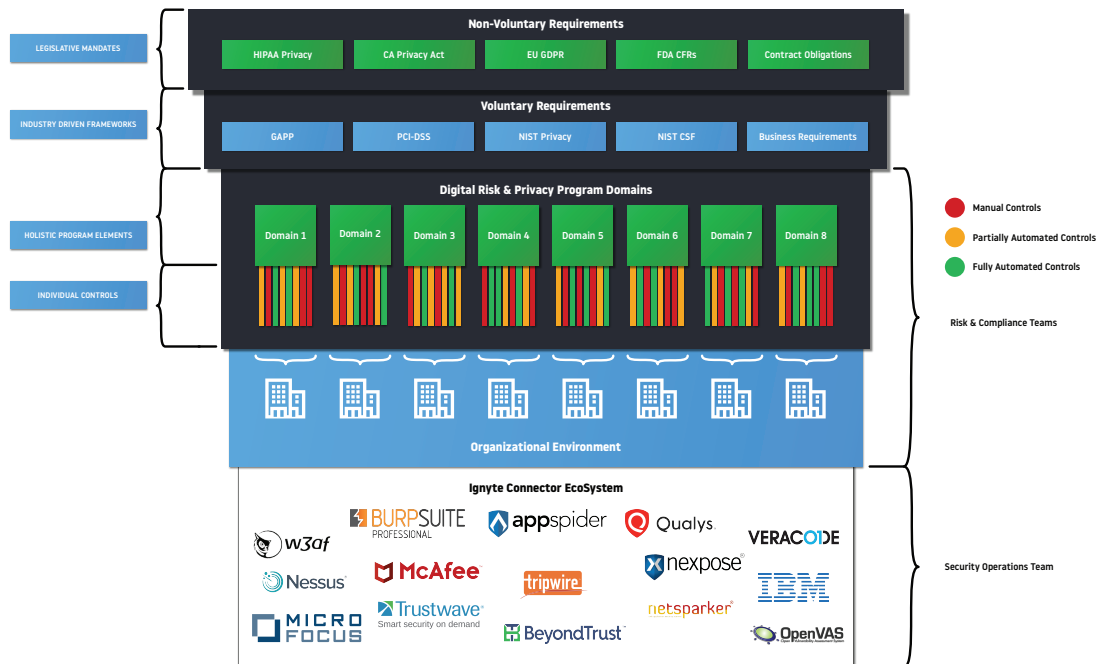 Non-Voluntary Requirements
LEGISLATIVE MANDATES
HIPAA Privacy
CA Privacy Act
EU GDPR
FDA CFRs
Contract Obligations
Voluntary Requirements
INDUSTRY DRIVEN FRAMEWORKS
GAPP
PCI-DSS
NIST Privacy
NIST CSF
Business Requirements
Digital Risk & Privacy Program Domains
HOLISTIC PROGRAM ELEMENTS
Domain 1
Domain 2
Domain 3
Domain 4
Domain 5
Domain 6
Domain 7
Domain 8
INDIVIDUAL CONTROLS
Manual Controls
Partially Automated Controls
Fully Automated Controls
Risk & Compliance Teams
Organizational Environment
Ignyte Connector EcoSystem
BURPSUITE
PROFESSIONAL
appspider
Qualys.
w3af
VERACODE
McAfee™
nexpose®
Nessus®
tripwire
IBM
Trustwave®
Smart security on demand
netsparker®
MICRO
FOCUS
BeyondTrust™
OpenVAS
Security Operations Team